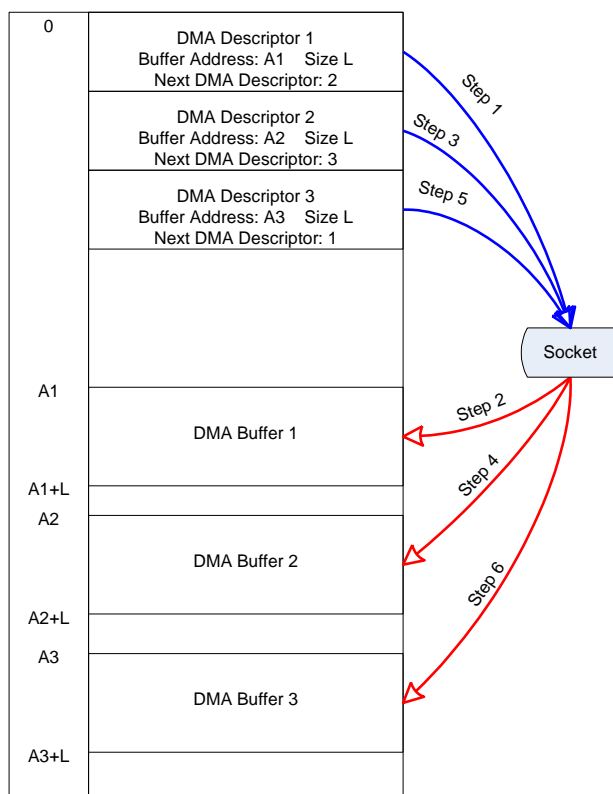 0
DMA Descriptor 1
Buffer Address: A1 Size L
Next DMA Descriptor: 2
DMA Descriptor 2
Buffer Address: A2 Size L
Next DMA Descriptor: 3
DMA Descriptor 3
Buffer Address: A3 Size L
Next DMA Descriptor: 1
Step 1
Step 3
Step 5
Socket
A1
DMA Buffer 1
Step 2
A1+L
A2
Step 4
DMA Buffer 2
Step 6
A2+L
A3
DMA Buffer 3
A3+L